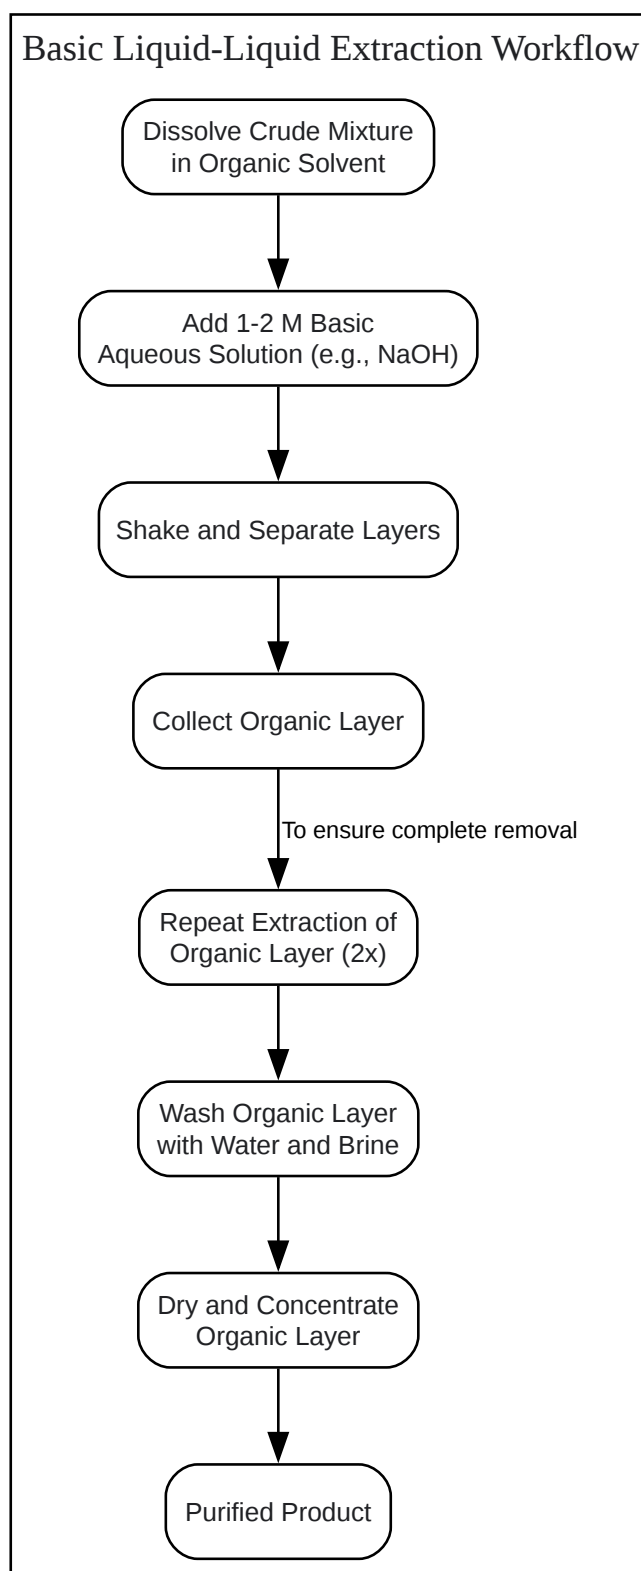 Basic Liquid-Liquid Extraction Workflow
Dissolve Crude Mixture
in Organic Solvent
Add 1-2 M Basic
Aqueous Solution (e.g., NaOH)
Shake and Separate Layers
Collect Organic Layer
To ensure complete removal
Repeat Extraction of
Organic Layer (2x)
Wash Organic Layer
with Water and Brine
Dry and Concentrate
Organic Layer
Purified Product